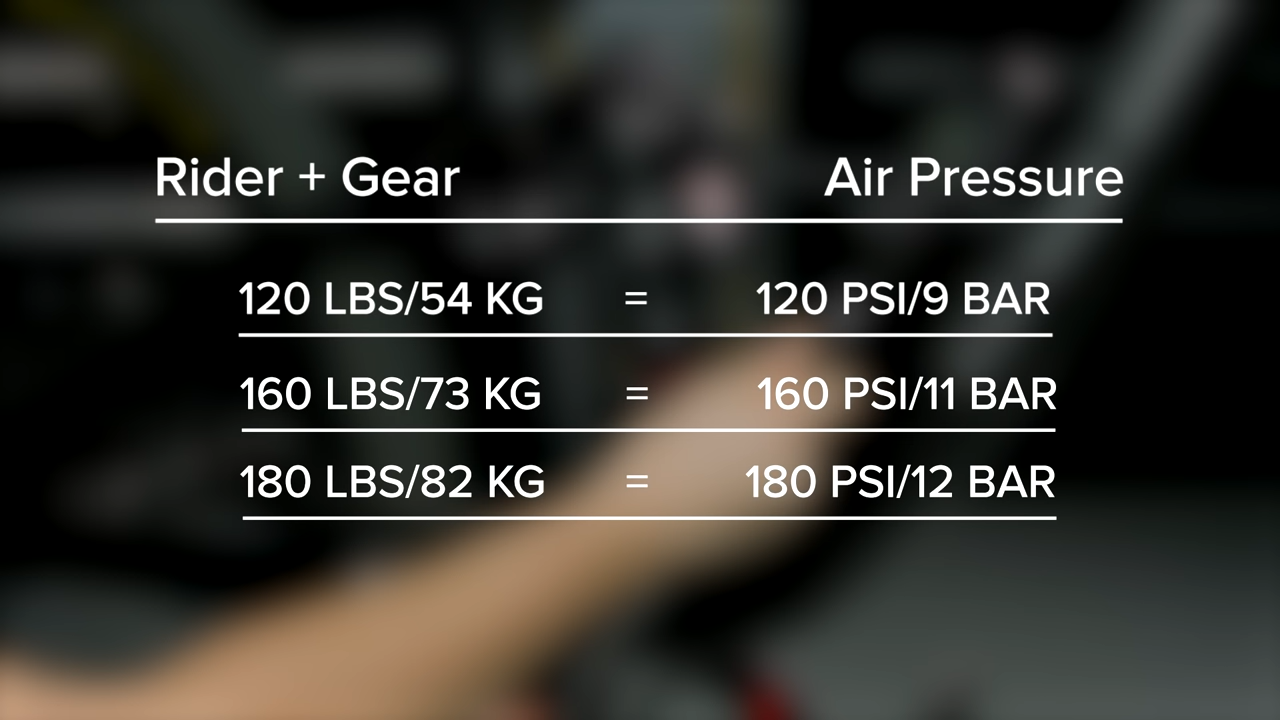 Rider + Gear Air Pressure
120 LBS/54 KG = 120 PSI/9 BAR
160 LBS/73 KG = 160 PSI/11 BAR
180 LBS/82 KG = 180 PSI/12 BAR